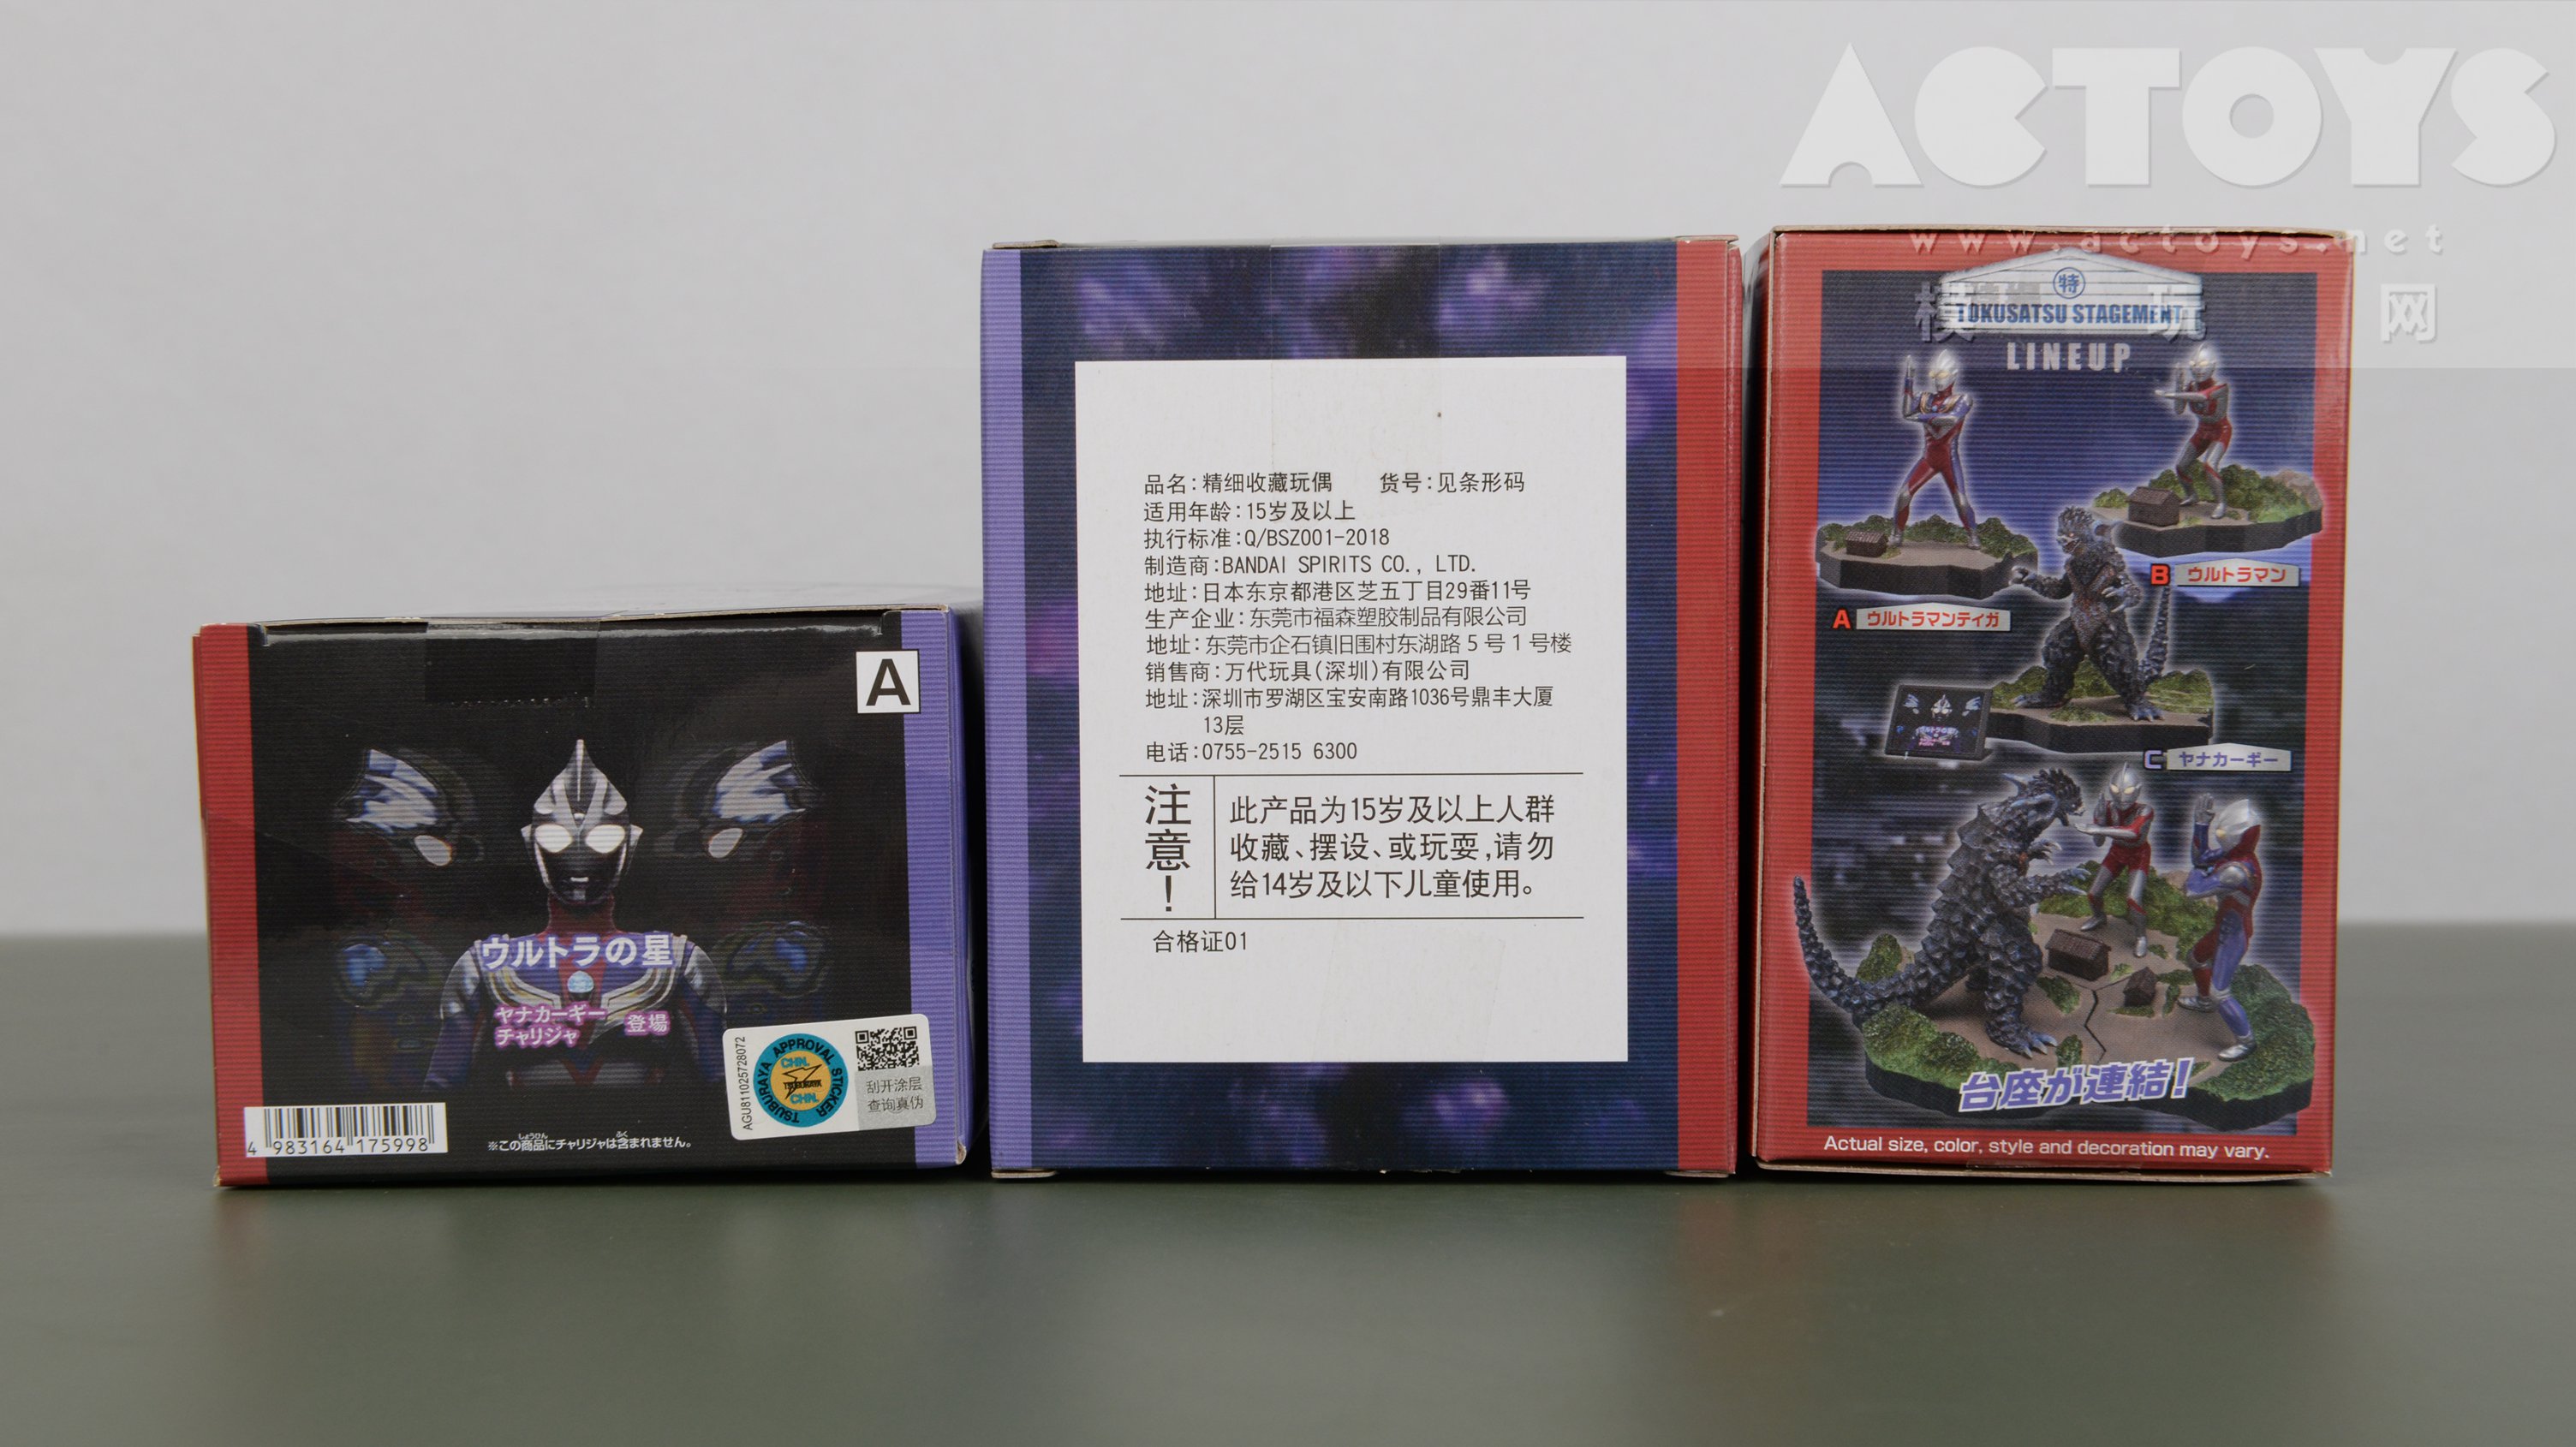 ACTOYS
www.actoys.net
模玩网
A
ウルトラの星
ヤナカーギー
チャリジャ 登場
AGU811025728072
TSUBURAYA APPROVAL STICKER
CHN.
CHN.
刮开涂层
查询真伪
4 983164 175998
※この商品にチャリジャは含まれません。
品名:精细收藏玩偶 货号:见条形码
适用年龄:15岁及以上
执行标准:Q/BSZ001-2018
制造商:BANDAI SPIRITS CO., LTD.
地址:日本东京都港区芝五丁目29番11号
生产企业:东莞市福森塑胶制品有限公司
地址:东莞市企石镇旧围村东湖路5号1号楼
销售商:万代玩具(深圳)有限公司
地址:深圳市罗湖区宝安南路1036号鼎丰大厦
13层
电话:0755-2515 6300
注意!
此产品为15岁及以上人群
收藏、摆设、或玩耍,请勿
给14岁及以下儿童使用。
合格证01
特
TOKUSATSU STAGEMENT
LINEUP
B ウルトラマン
A ウルトラマンティガ
C ヤナカーギー
台座が連結!
Actual size, color, style and decoration may vary.